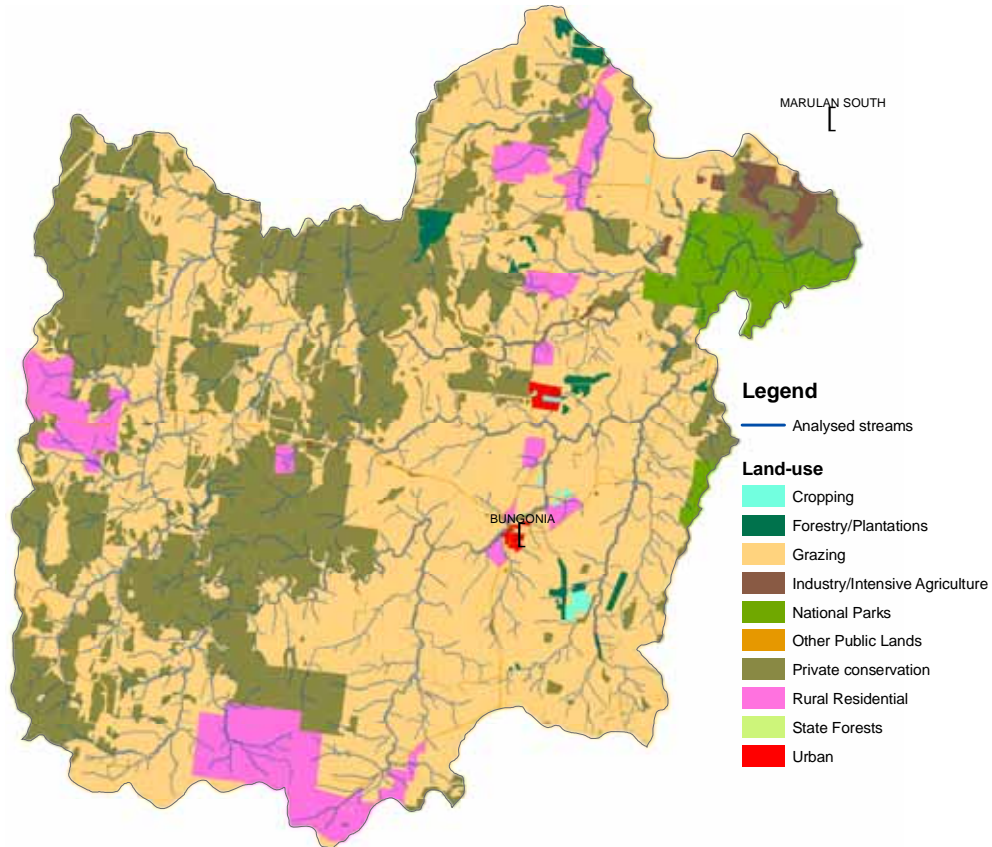 MARULAN SOUTH
BUNGONIA
Legend
Analysed streams
Land-use
Cropping
Forestry/Plantations
Grazing
Industry/Intensive Agriculture
National Parks
Other Public Lands
Private conservation
Rural Residential
State Forests
Urban